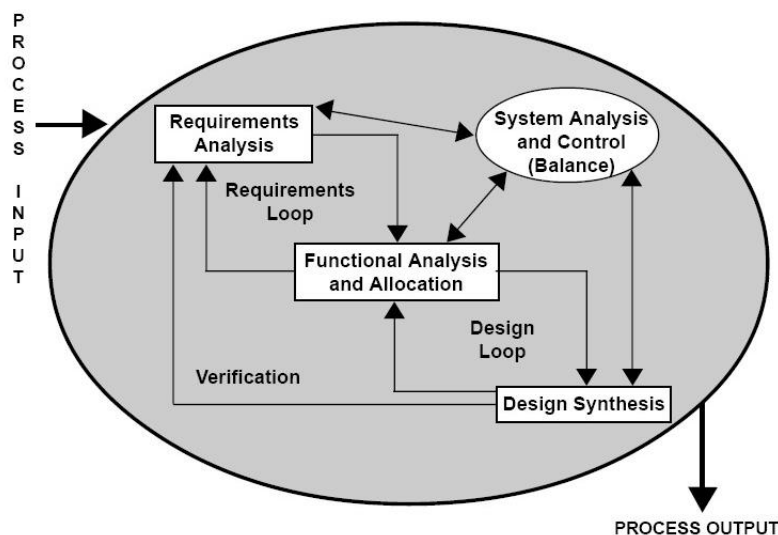 PROCESS INPUT
Requirements
Analysis
System Analysis
and Control
(Balance)
Requirements
Loop
Functional Analysis
and Allocation
Design
Loop
Verification
Design Synthesis
PROCESS OUTPUT